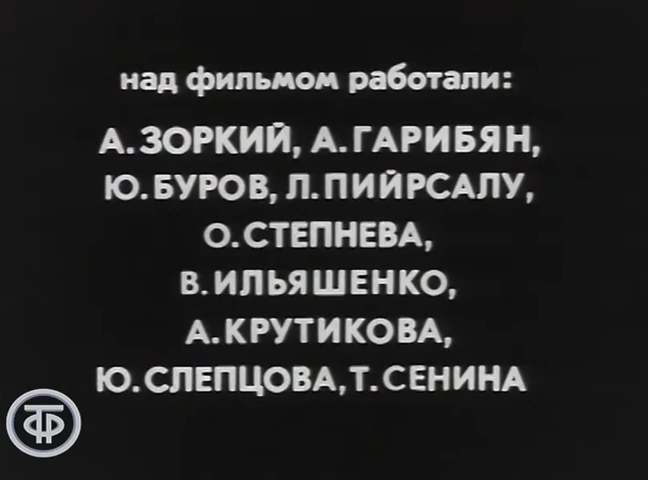 над фильмом работали:
А.ЗОРКИЙ, А.ГАРИБЯН,
Ю.БУРОВ, Л.ПИЙРСАЛУ,
О.СТЕПНЕВА,
В.ИЛЬЯШЕНКО,
А.КРУТИКОВА,
Ю.СЛЕПЦОВА,Т.СЕНИНА